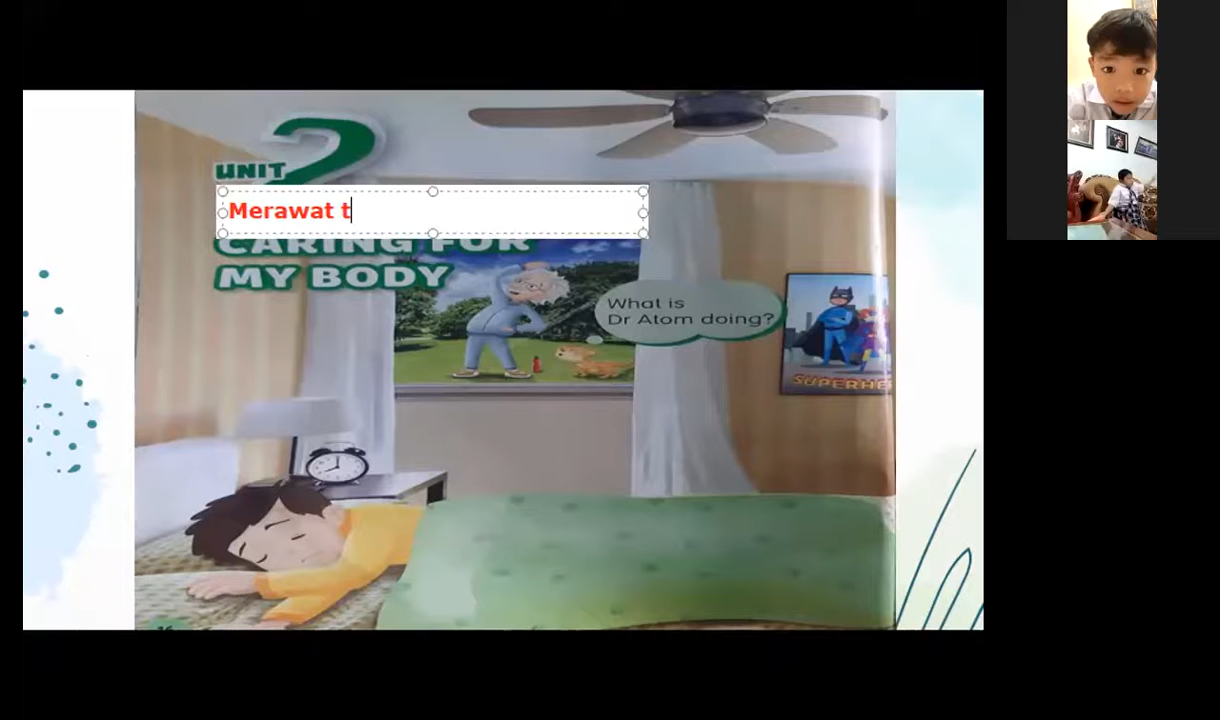 UNIT 2
Merawat t
CARING FOR
MY BODY
What is
Dr Atom doing?
SUPERHE